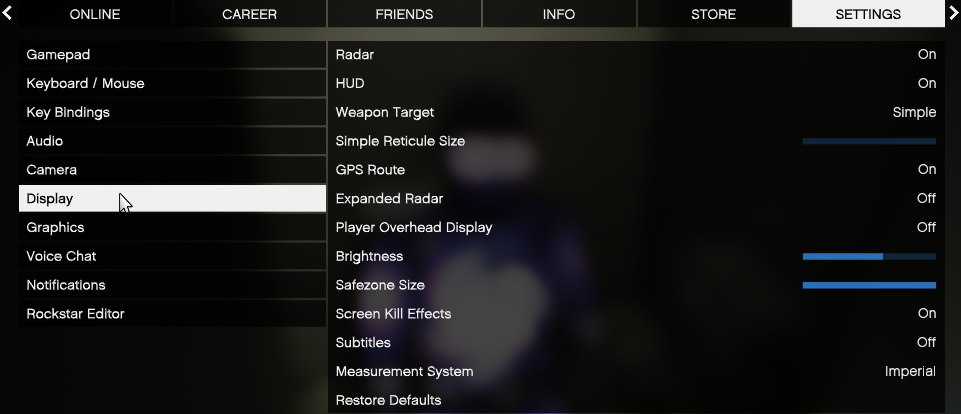 ONLINE CAREER FRIENDS INFO STORE SETTINGS
Gamepad
Keyboard / Mouse
Key Bindings
Audio
Camera
Display
Graphics
Voice Chat
Notifications
Rockstar Editor
Radar On
HUD On
Weapon Target Simple
Simple Reticule Size
GPS Route On
Expanded Radar Off
Player Overhead Display Off
Brightness
Safezone Size
Screen Kill Effects On
Subtitles Off
Measurement System Imperial
Restore Defaults